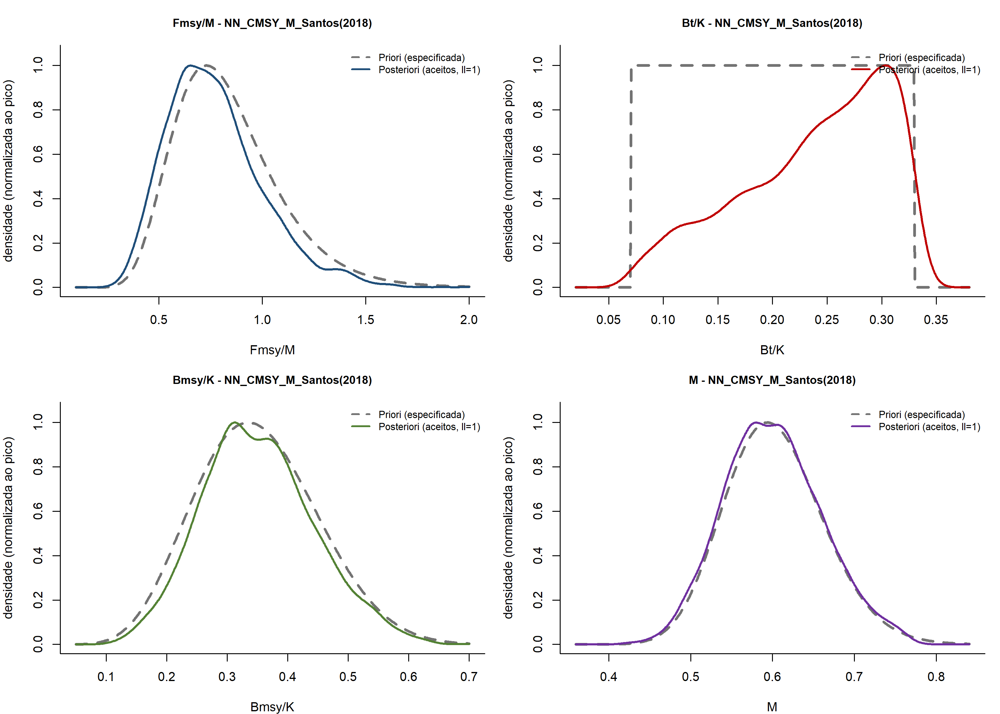 Fmsy/M - NN_CMSY_M_Santos(2018)
Priori (especificada)
Posteriori (aceitos, ll=1)
densidade (normalizada ao pico)
0.0 0.2 0.4 0.6 0.8 1.0
0.5 1.0 1.5 2.0
Fmsy/M
Bt/K - NN_CMSY_M_Santos(2018)
Priori (especificada)
Posteriori (aceitos, ll=1)
densidade (normalizada ao pico)
0.0 0.2 0.4 0.6 0.8 1.0
0.05 0.10 0.15 0.20 0.25 0.30 0.35
Bt/K
Bmsy/K - NN_CMSY_M_Santos(2018)
Priori (especificada)
Posteriori (aceitos, ll=1)
densidade (normalizada ao pico)
0.0 0.2 0.4 0.6 0.8 1.0
0.1 0.2 0.3 0.4 0.5 0.6 0.7
Bmsy/K
M - NN_CMSY_M_Santos(2018)
Priori (especificada)
Posteriori (aceitos, ll=1)
densidade (normalizada ao pico)
0.0 0.2 0.4 0.6 0.8 1.0
0.4 0.5 0.6 0.7 0.8
M